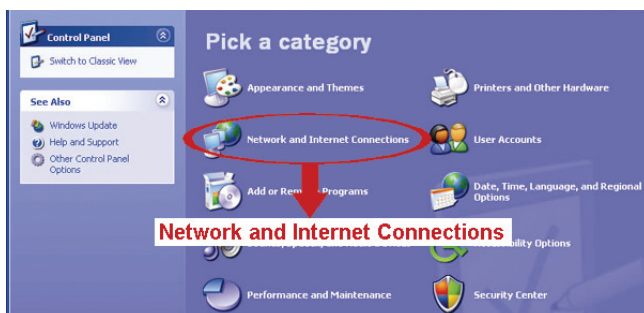 Control Panel
Switch to Classic View
See Also
Windows Update
Help and Support
Other Control Panel
Options
Pick a category
Appearance and Themes
Printers and Other Hardware
Network and Internet Connections
User Accounts
Add or Programs
Date, Time, Language, and Regional
Options
Network and Internet Connections
Options
Performance and Maintenance
Security Center